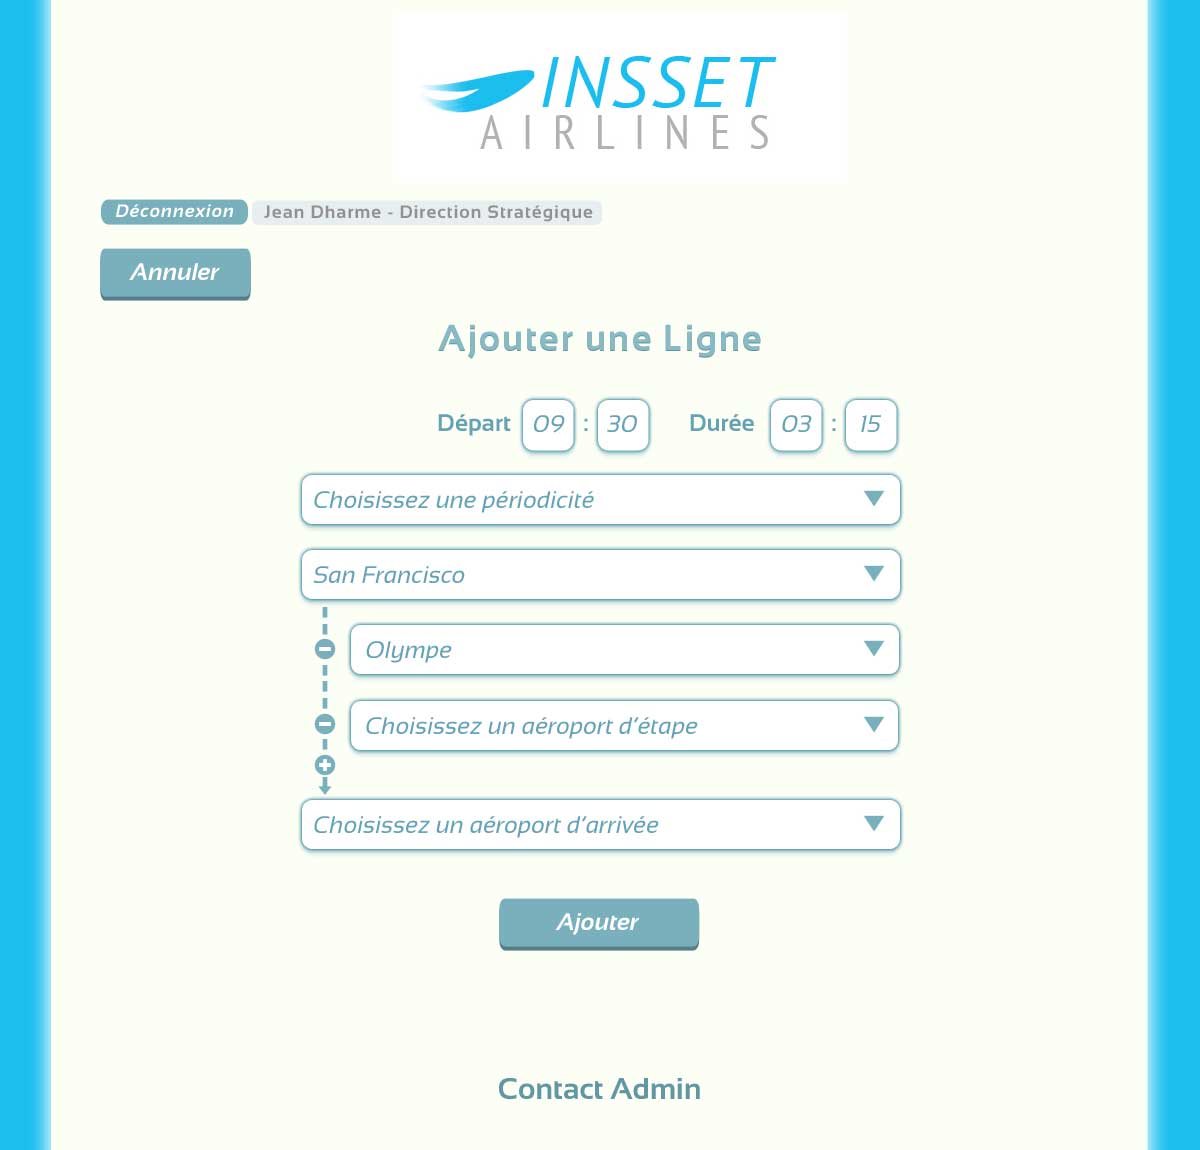 INSSET
AIRLINES
Déconnexion Jean Dharme - Direction Stratégique
Annuler
Ajouter une Ligne
Départ 09 : 30 Durée 03 : 15
Choisissez une périodicité
San Francisco
Olympe
Choisissez un aéroport d'étape
Choisissez un aéroport d'arrivée
Ajouter
Contact Admin